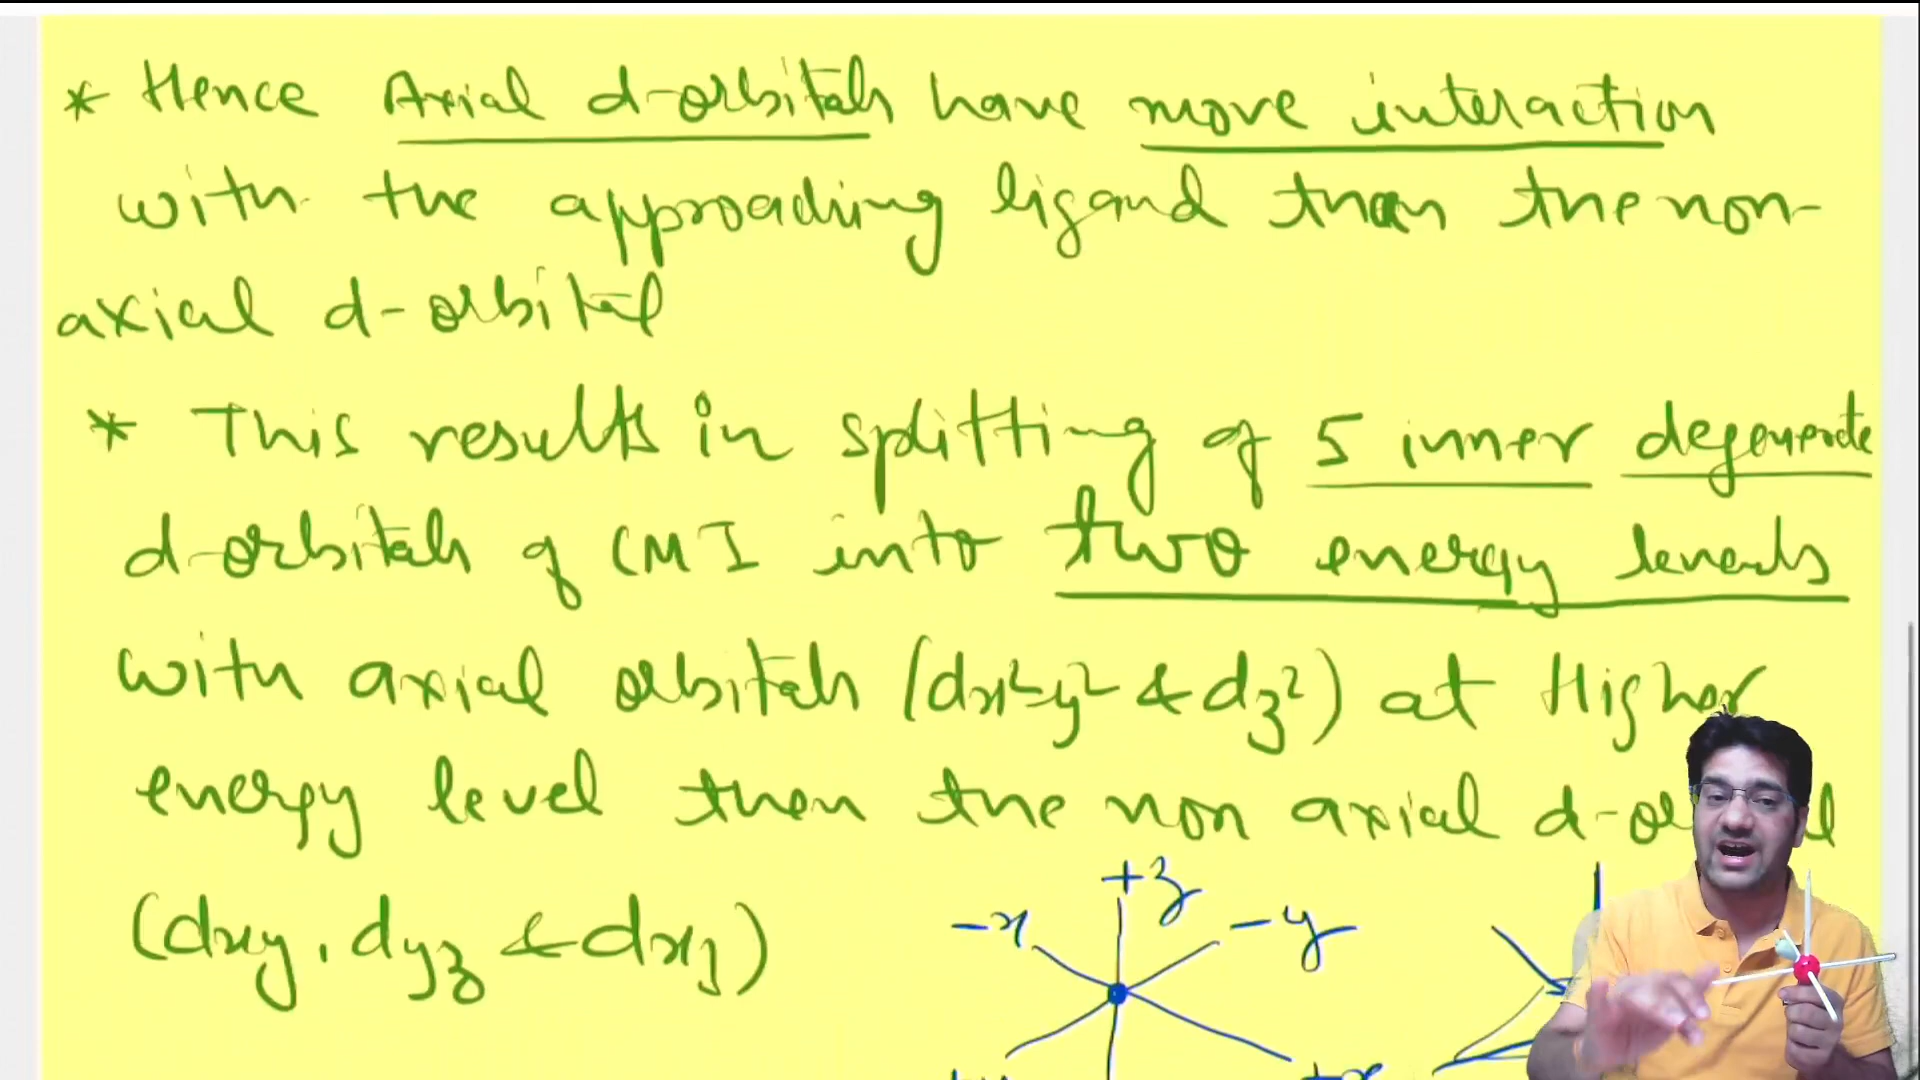 * Hence Axial d-orbitals have more interaction
with the approaching ligand than the non-
axial d-orbital
* This results in splitting of 5 inner degenerate
d-orbitals of CMI into two energy levels
with axial orbitals (dx²-y² & dz²) at Higher
energy level then the non axial d-orbital
(dxy, dyz & dxz)
+z
-x -y